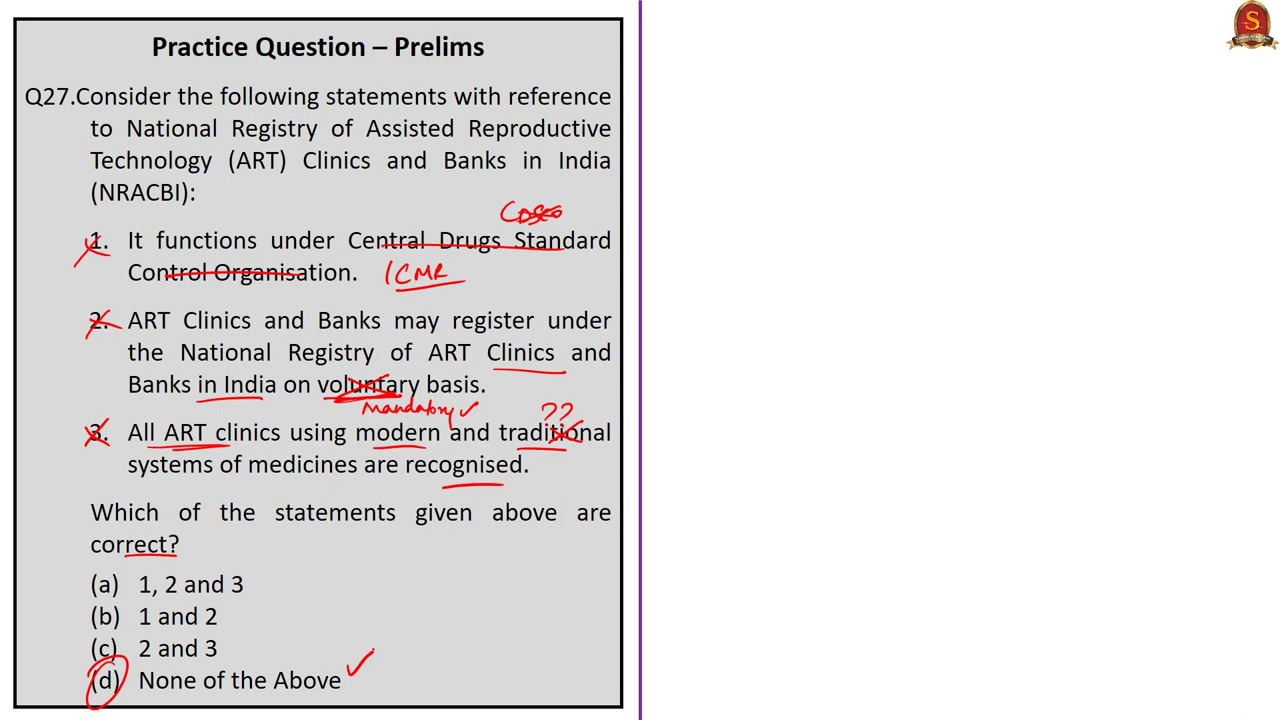 Practice Question – Prelims
Q27.Consider the following statements with reference
to National Registry of Assisted Reproductive
Technology (ART) Clinics and Banks in India
(NRACBI):
CDSCO
1. It functions under Central Drugs Standard
Control Organisation. ICMR
2. ART Clinics and Banks may register under
the National Registry of ART Clinics and
Banks in India on voluntary basis.
Mandatory ✓ ??
3. All ART clinics using modern and traditional
systems of medicines are recognised.
Which of the statements given above are
correct?
(a) 1, 2 and 3
(b) 1 and 2
(c) 2 and 3
(d) None of the Above ✓
S